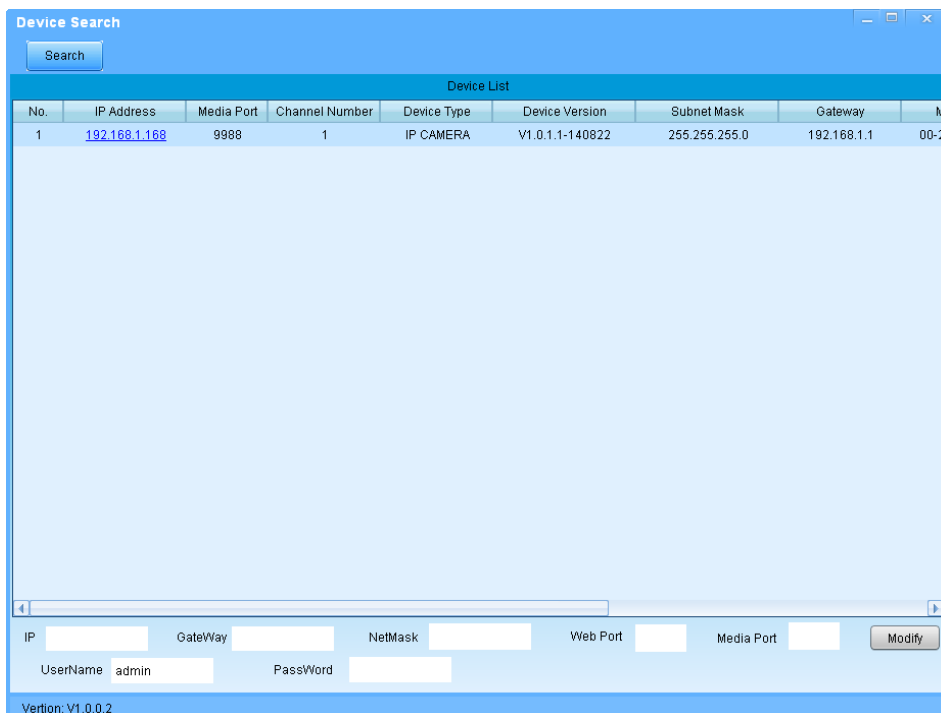 Device Search
Search
Device List
No. IP Address Media Port Channel Number Device Type Device Version Subnet Mask Gateway
1 192.168.1.168 9988 1 IP CAMERA V1.0.1.1-140822 255.255.255.0 192.168.1.1 00-2
IP GateWay NetMask Web Port Media Port Modify
UserName admin PassWord
Vertion: V1.0.0.2